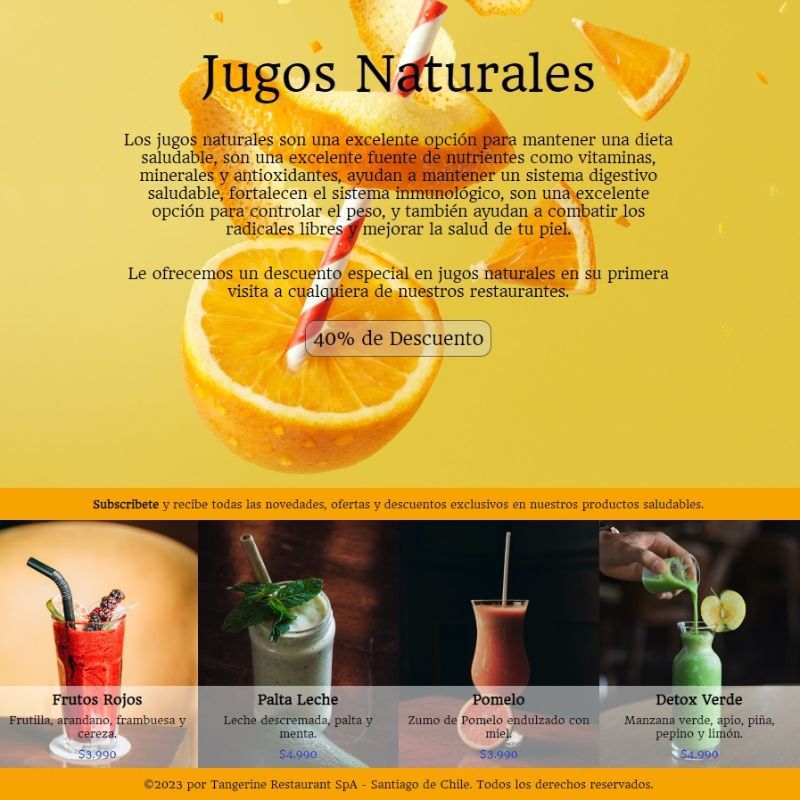 Jugos Naturales
Los jugos naturales son una excelente opción para mantener una dieta
saludable, son una excelente fuente de nutrientes como vitaminas,
minerales y antioxidantes, ayudan a mantener un sistema digestivo
saludable, fortalecen el sistema inmunológico, son una excelente
opción para controlar el peso, y también ayudan a combatir los
radicales libres y mejorar la salud de tu piel.
Le ofrecemos un descuento especial en jugos naturales en su primera
visita a cualquiera de nuestros restaurantes.
40% de Descuento
Subscribete y recibe todas las novedades, ofertas y descuentos exclusivos en nuestros productos saludables.
Frutos Rojos
Frutilla, arandano, frambuesa y
cereza.
$3.990
Palta Leche
Leche descremada, palta y
menta.
$4.990
Pomelo
Zumo de Pomelo endulzado con
miel.
$3.990
Detox Verde
Manzana verde, apio, piña,
pepino y limón.
$4.990
©2023 por Tangerine Restaurant SpA - Santiago de Chile. Todos los derechos reservados.